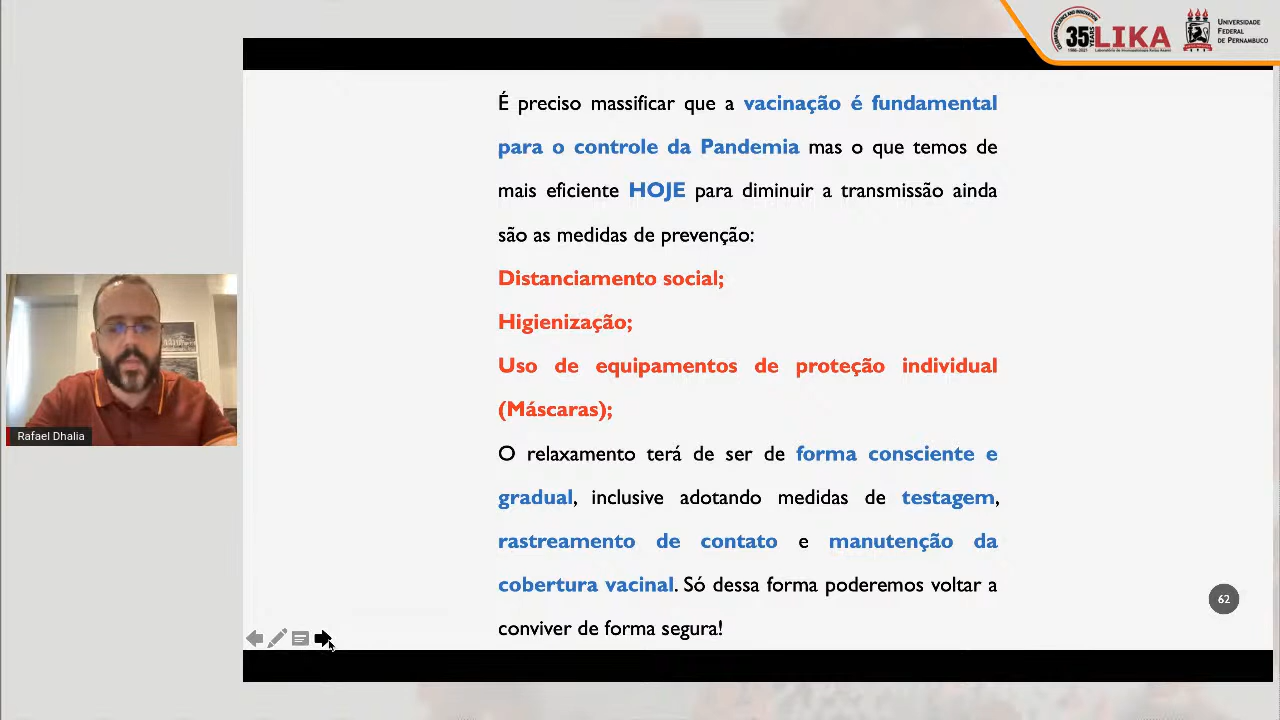 35 LIKA
UNIVERSIDADE
FEDERAL
DE PERNAMBUCO
É preciso massificar que a vacinação é fundamental
para o controle da Pandemia mas o que temos de
mais eficiente HOJE para diminuir a transmissão ainda
são as medidas de prevenção:
Distanciamento social;
Higienização;
Uso de equipamentos de proteção individual
(Máscaras);
O relaxamento terá de ser de forma consciente e
gradual, inclusive adotando medidas de testagem,
rastreamento de contato e manutenção da
cobertura vacinal. Só dessa forma poderemos voltar a
conviver de forma segura!
Rafael Dhalia
62